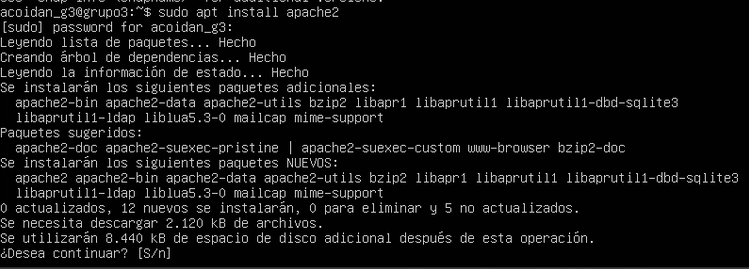 acoidan_g3@grupo3:~$ sudo apt install apache2
[sudo] password for acoidan_g3:
Leyendo lista de paquetes... Hecho
Creando árbol de dependencias... Hecho
Leyendo la información de estado... Hecho
Se instalarán los siguientes paquetes adicionales:
  apache2-bin apache2-data apache2-utils bzip2 libapr1 libaprutil1 libaprutil1-dbd-sqlite3
  libaprutil1-ldap liblua5.3-0 mailcap mime-support
Paquetes sugeridos:
  apache2-doc apache2-suexec-pristine | apache2-suexec-custom www-browser bzip2-doc
Se instalarán los siguientes paquetes NUEVOS:
  apache2 apache2-bin apache2-data apache2-utils bzip2 libapr1 libaprutil1 libaprutil1-dbd-sqlite3
  libaprutil1-ldap liblua5.3-0 mailcap mime-support
0 actualizados, 12 nuevos se instalarán, 0 para eliminar y 5 no actualizados.
Se necesita descargar 2.120 kB de archivos.
Se utilizarán 8.440 kB de espacio de disco adicional después de esta operación.
¿Desea continuar? [S/n]